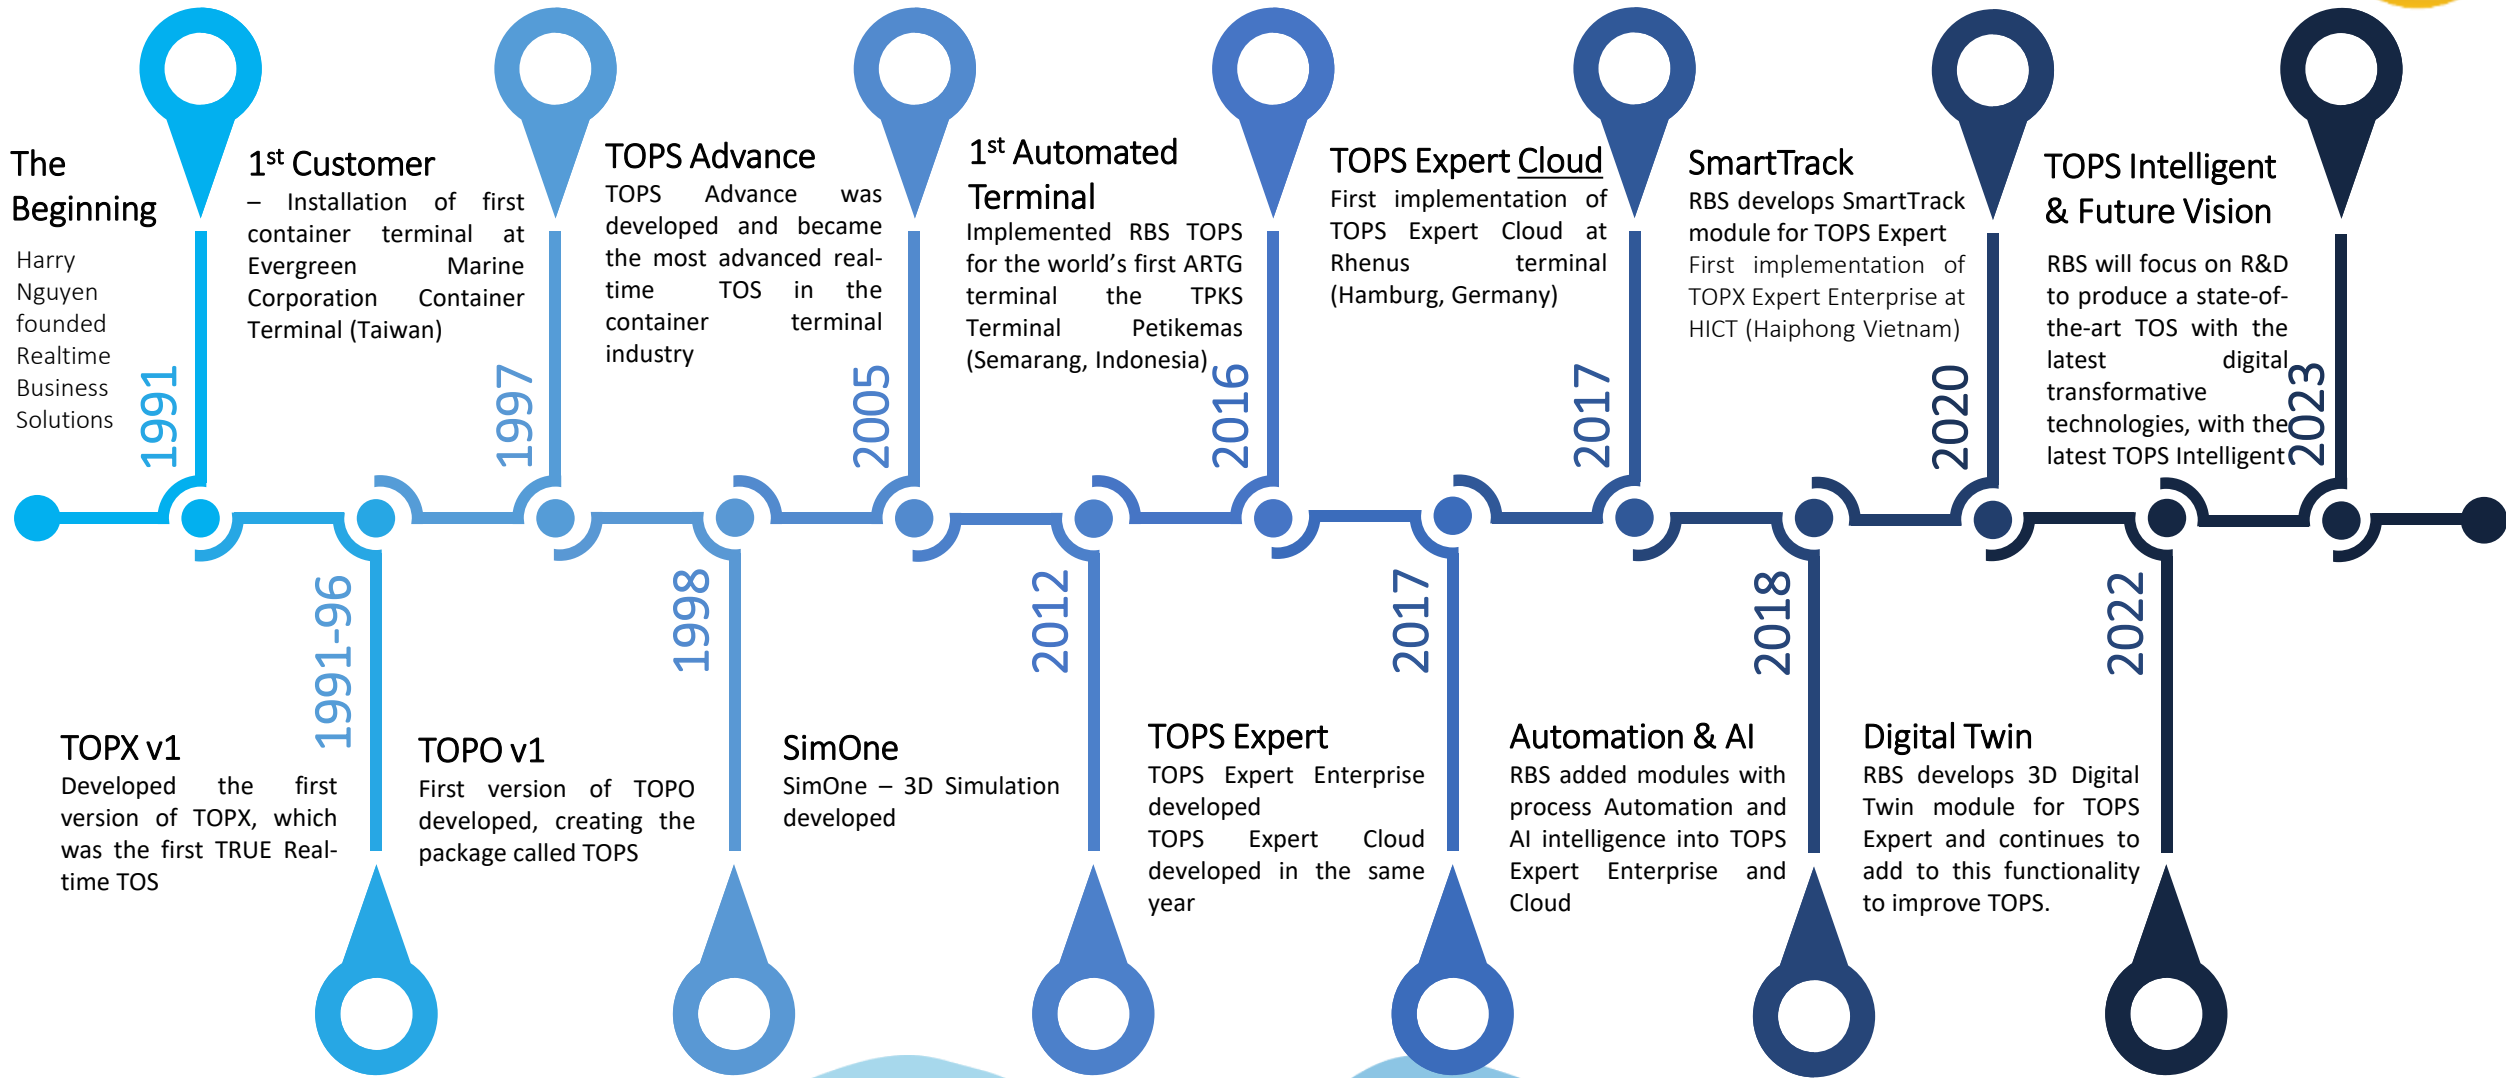 The
Beginning
Harry
Nguyen
founded
Realtime
Business
Solutions
1991
1st Customer
– Installation of first
container terminal at
Evergreen Marine
Corporation Container
Terminal (Taiwan)
1997
TOPS Advance
TOPS Advance was
developed and became
the most advanced real-
time TOS in the
container terminal
industry
2005
1st Automated
Terminal
Implemented RBS TOPS
for the world’s first ARTG
terminal the TPKS
Terminal Petikemas
(Semarang, Indonesia)
2016
TOPS Expert Cloud
First implementation of
TOPS Expert Cloud at
Rhenus terminal
(Hamburg, Germany)
2017
SmartTrack
RBS develops SmartTrack
module for TOPS Expert
First implementation of
TOPX Expert Enterprise at
HICT (Haiphong Vietnam)
2020
TOPS Intelligent
& Future Vision
RBS will focus on R&D
to produce a state-of-
the-art TOS with the
latest digital
transformative
technologies, with the
latest TOPS Intelligent
2023
TOPX v1
Developed the first
version of TOPX, which
was the first TRUE Real-
time TOS
1991-96
TOPO v1
First version of TOPO
developed, creating the
package called TOPS
1998
SimOne
SimOne – 3D Simulation
developed
2012
TOPS Expert
TOPS Expert Enterprise
developed
TOPS Expert Cloud
developed in the same
year
2017
Automation & AI
RBS added modules with
process Automation and
AI intelligence into TOPS
Expert Enterprise and
Cloud
2018
Digital Twin
RBS develops 3D Digital
Twin module for TOPS
Expert and continues to
add to this functionality
to improve TOPS.
2022